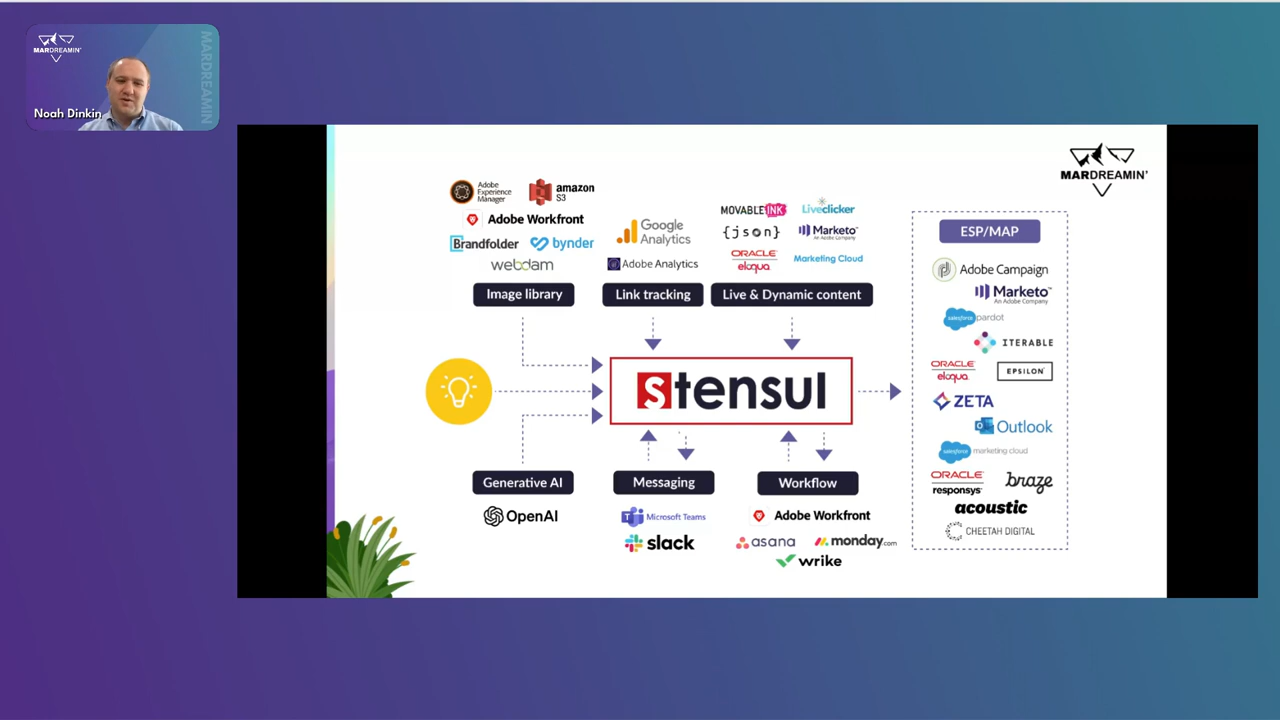 MARDREAMIN'
MARDREAMIN
Noah Dinkin
MARDREAMIN'
Adobe
Experience
Manager
amazon
S3
Adobe Workfront
Brandfolder
bynder
webdam
Image library
Google
Analytics
Adobe Analytics
Link tracking
MOVABLE INK
Liveclicker
{json}
Marketo™
An Adobe Company
ORACLE
eloqua
Marketing Cloud
Live & Dynamic content
stensul
Generative AI
OpenAI
Messaging
Microsoft Teams
slack
Workflow
Adobe Workfront
asana
monday.com
wrike
ESP/MAP
Adobe Campaign
Marketo™
An Adobe Company
salesforce pardot
ITERABLE
ORACLE
eloqua
EPSILON
ZETA
Outlook
salesforce marketing cloud
ORACLE
responsys
braze
acoustic
CHEETAH DIGITAL